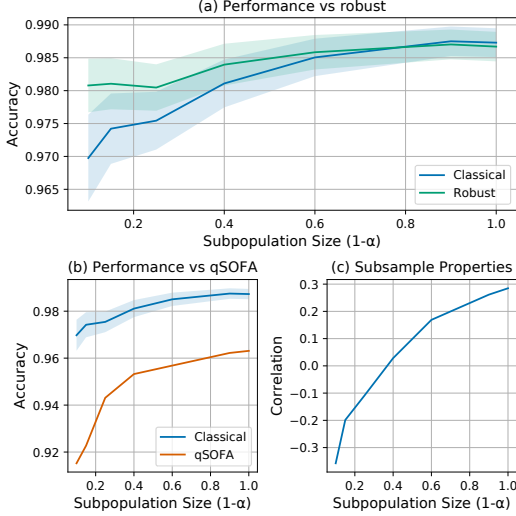 (a) Performance vs robust
0.990
0.985
0.980
0.975
0.970
0.965
Accuracy
Classical
Robust
0.2
0.4
0.6
0.8
1.0
Subpopulation Size (1-α)
(b) Performance vs qSOFA
0.98
0.96
0.94
0.92
Accuracy
Classical
qSOFA
0.2
0.4
0.6
0.8
1.0
Subpopulation Size (1-α)
(c) Subsample Properties
0.3
0.2
0.1
0.0
−0.1
−0.2
−0.3
Correlation
0.2
0.4
0.6
0.8
1.0
Subpopulation Size (1-α)